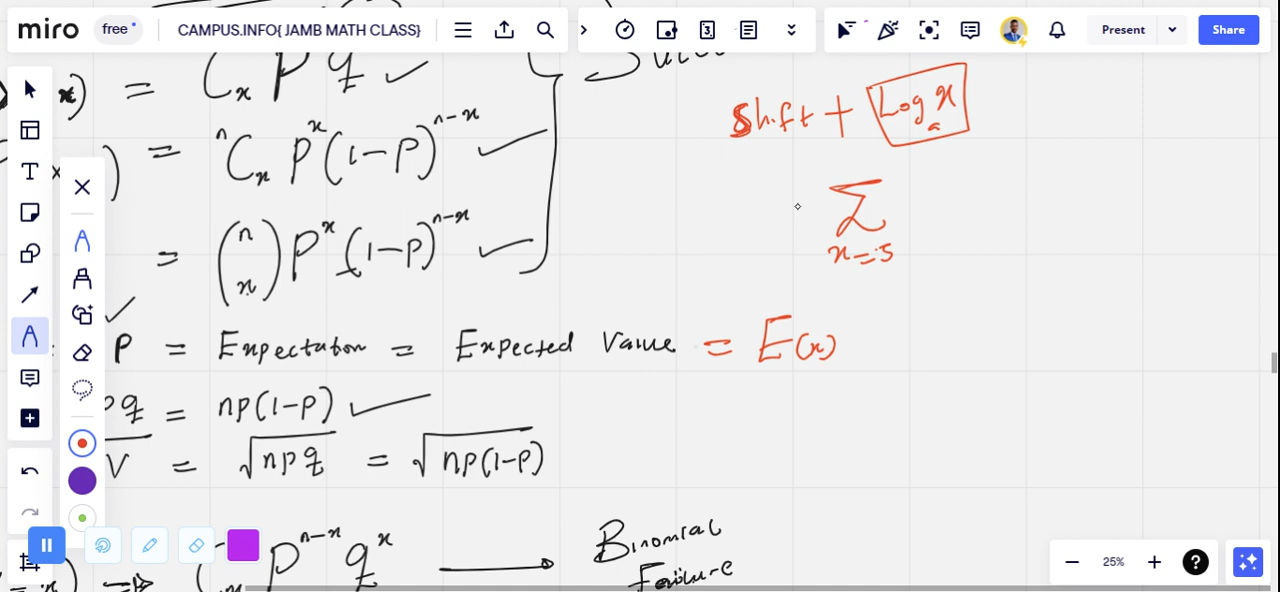 miro free CAMPUS.INFO{ JAMB MATH CLASS} Present Share
x) = Cx p q
= ⁿCₓ pˣ(1-p)ⁿ⁻ˣ
= (n x) pˣ(1-p)ⁿ⁻ˣ
Shift + Log x
a
Σ
x=5
P = Expectation = Expected Value = E(x)
pq = np(1-p)
V = √npq = √np(1-p)
Cx pⁿ⁻ˣ qˣ
Binomial
Failure
25%